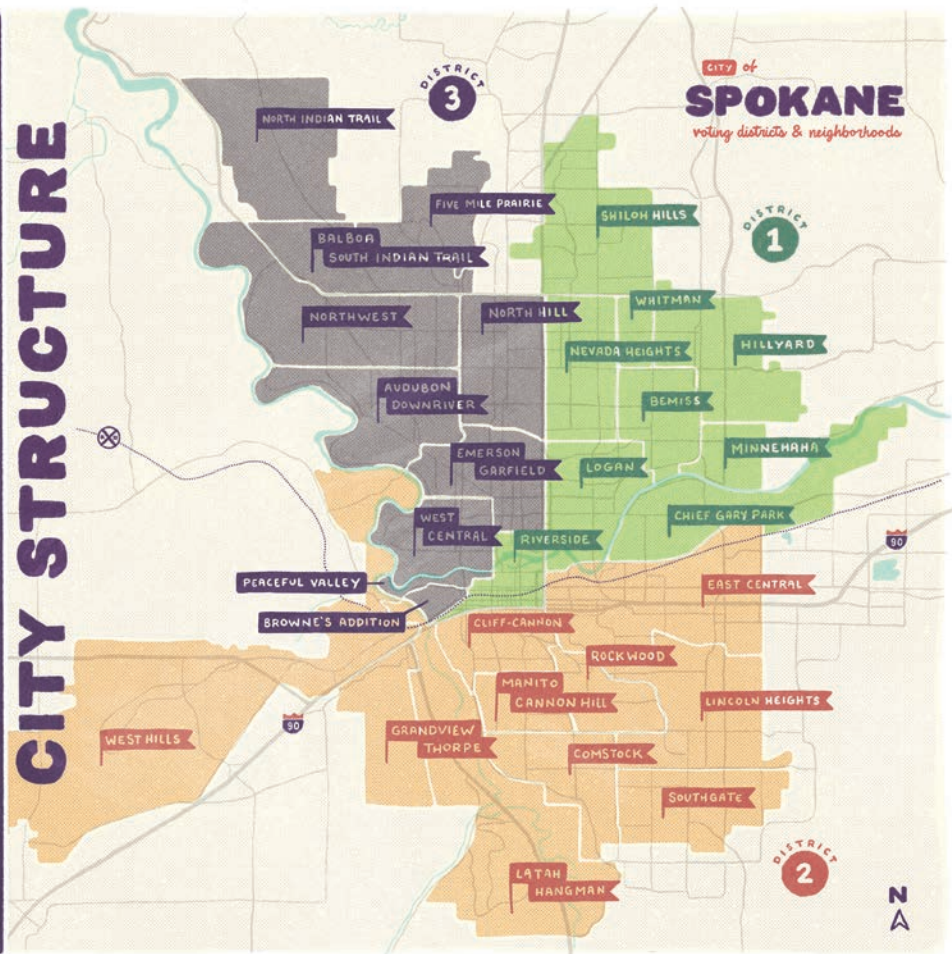 CITY STRUCTURE
CITY of
SPOKANE
voting districts & neighborhoods
DISTRICT
3
NORTH INDIAN TRAIL
FIVE MILE PRAIRIE
BALBOA
SOUTH INDIAN TRAIL
NORTHWEST
NORTH HILL
AUDUBON
DOWNRIVER
EMERSON
GARFIELD
WEST
CENTRAL
PEACEFUL VALLEY
BROWNE'S ADDITION
DISTRICT
1
SHILOH HILLS
WHITMAN
HILLYARD
NEVADA HEIGHTS
BEMISS
MINNEHAHA
LOGAN
CHIEF GARY PARK
RIVERSIDE
90
EAST CENTRAL
CLIFF-CANNON
ROCKWOOD
MANITO
CANNON HILL
LINCOLN HEIGHTS
90
WEST HILLS
GRANDVIEW
THORPE
COMSTOCK
SOUTHGATE
LATAH
HANGMAN
DISTRICT
2
N